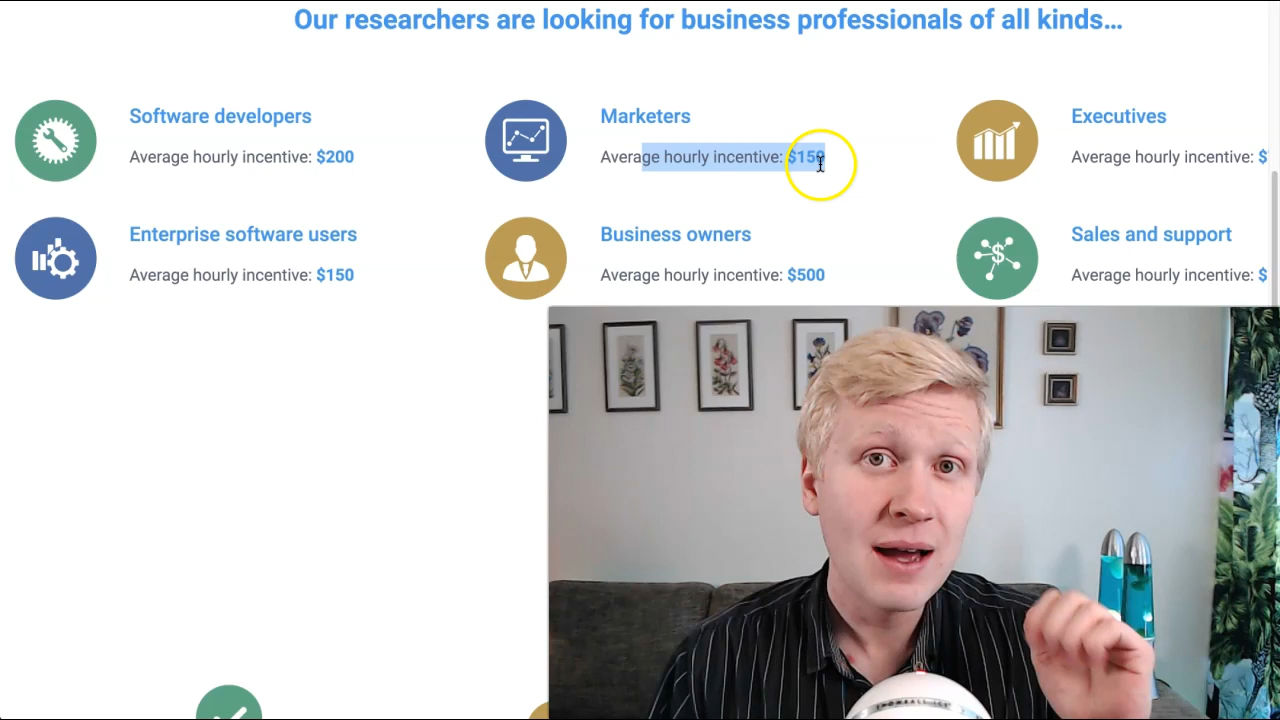 Our researchers are looking for business professionals of all kinds...
Software developers
Average hourly incentive: $200
Marketers
Average hourly incentive: $150
Executives
Average hourly incentive: $
Enterprise software users
Average hourly incentive: $150
Business owners
Average hourly incentive: $500
Sales and support
Average hourly incentive: $